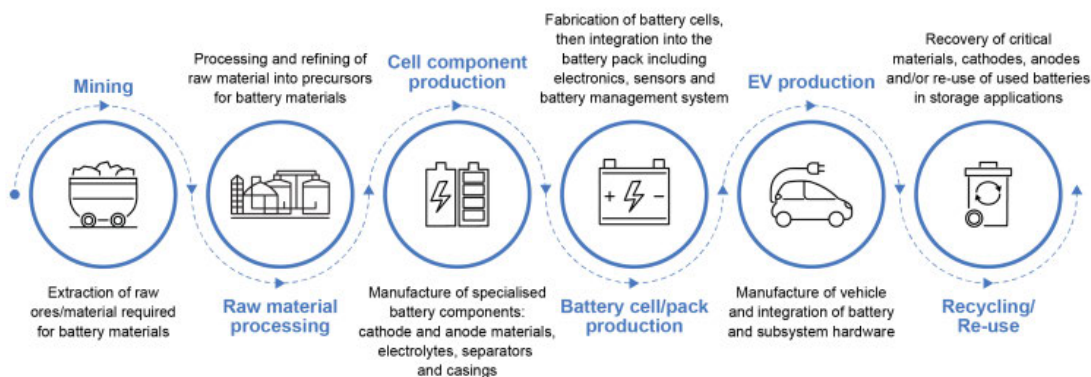 Mining
Extraction of raw
ores/material required
for battery materials
Processing and refining of
raw material into precursors
for battery materials
Raw material
processing
Cell component
production
Manufacture of specialised
battery components:
cathode and anode materials,
electrolytes, separators
and casings
Fabrication of battery cells,
then integration into the
battery pack including
electronics, sensors and
battery management system
Battery cell/pack
production
EV production
Manufacture of vehicle
and integration of battery
and subsystem hardware
Recovery of critical
materials, cathodes, anodes
and/or re-use of used batteries
in storage applications
Recycling/
Re-use